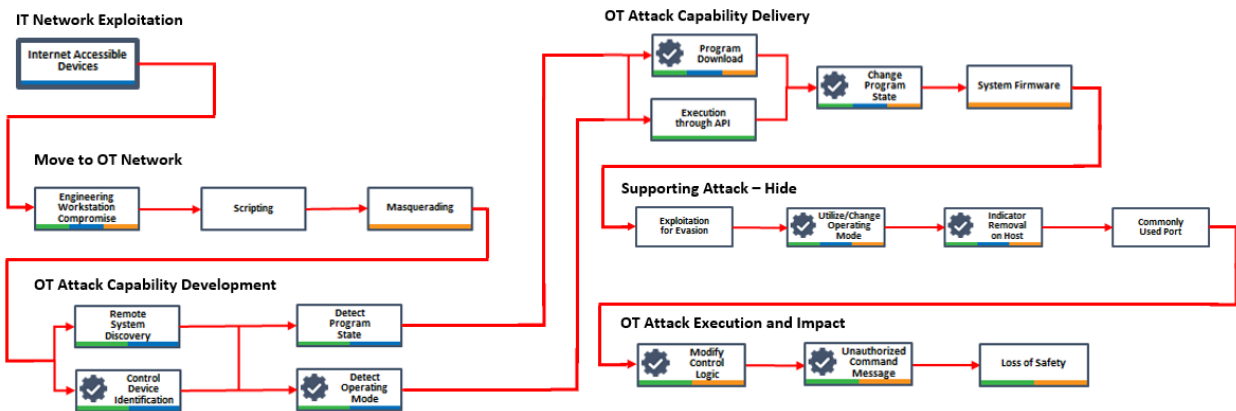 IT Network Exploitation
Internet Accessible
Devices
Move to OT Network
Engineering
Workstation
Compromise
Scripting
Masquerading
OT Attack Capability Development
Remote
System
Discovery
Detect
Program
State
Control
Device
Identification
Detect
Operating
Mode
OT Attack Capability Delivery
Program
Download
Execution
through API
Change
Program
State
System Firmware
Supporting Attack – Hide
Exploitation
for Evasion
Utilize/Change
Operating
Mode
Indicator
Removal
on Host
Commonly
Used Port
OT Attack Execution and Impact
Modify
Control
Logic
Unauthorized
Command
Message
Loss of Safety